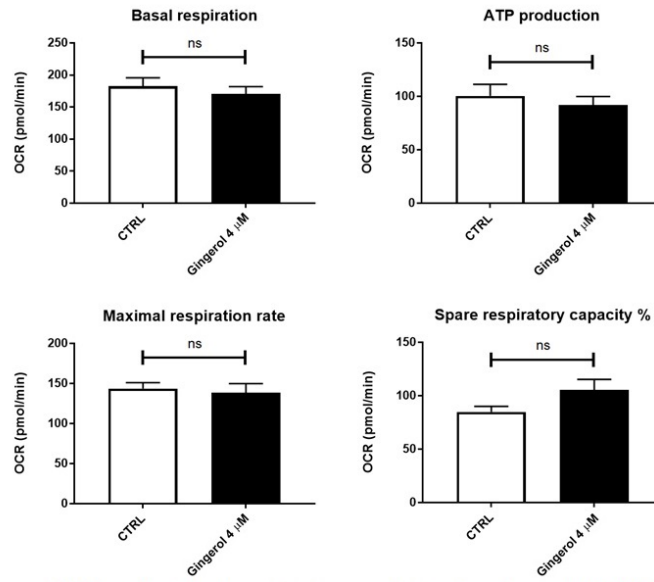 Basal respiration
OCR (pmol/min)
250
200
150
100
50
0
ns
CTRL
Gingerol 4 µM
ATP production
OCR (pmol/min)
150
100
50
0
ns
CTRL
Gingerol 4 µM
Maximal respiration rate
OCR (pmol/min)
200
150
100
50
0
ns
CTRL
Gingerol 4 µM
Spare respiratory capacity %
OCR (pmol/min)
150
100
50
0
ns
CTRL
Gingerol 4 µM